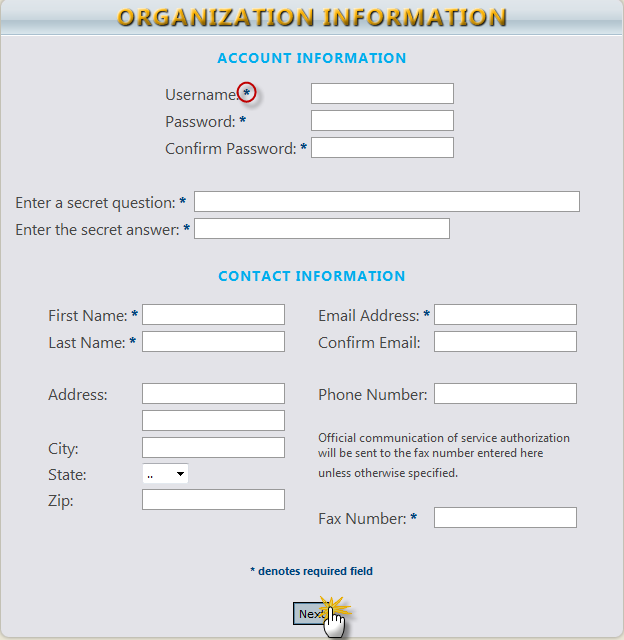 ORGANIZATION INFORMATION
ACCOUNT INFORMATION
Username: *
Password: *
Confirm Password: *
Enter a secret question: *
Enter the secret answer: *
CONTACT INFORMATION
First Name: * Email Address: *
Last Name: * Confirm Email:
Address: Phone Number:
City:
State: ..
Zip:
Official communication of service authorization
will be sent to the fax number entered here
unless otherwise specified.
Fax Number: *
* denotes required field
Next